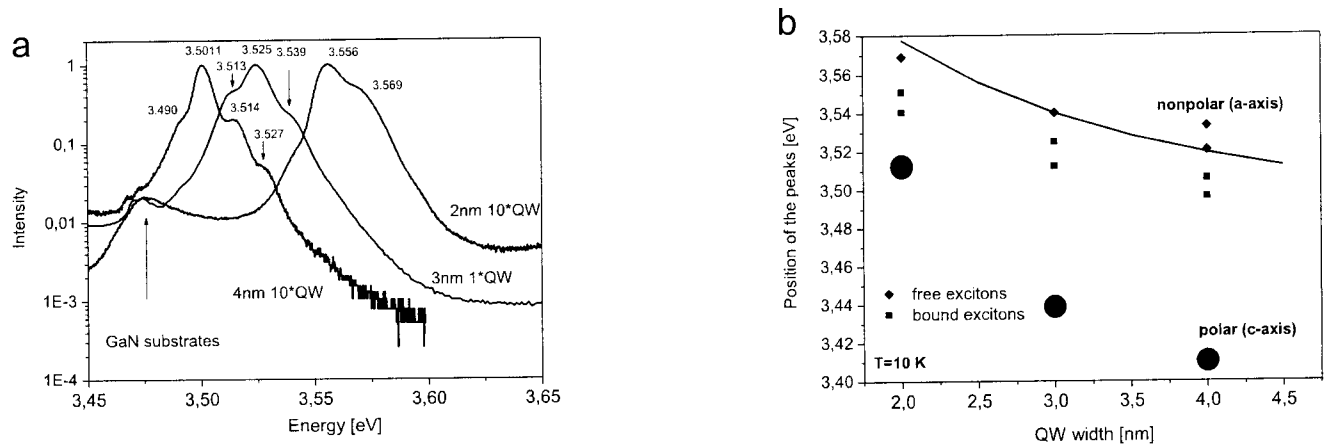 a
3.5011
3.525
3.556
3.513
3.539
3.569
3.490
3.514
3.527
1
0,1
0,01
1E-3
1E-4
Intensity
2nm 10*QW
3nm 1*QW
4nm 10*QW
GaN substrates
3,45
3,50
3,55
3,60
3,65
Energy [eV]
b
3,58
3,56
3,54
3,52
3,50
3,48
3,46
3,44
3,42
3,40
Position of the peaks [eV]
nonpolar (a-axis)
free excitons
bound excitons
polar (c-axis)
T=10 K
2,0
2,5
3,0
3,5
4,0
4,5
QW width [nm]